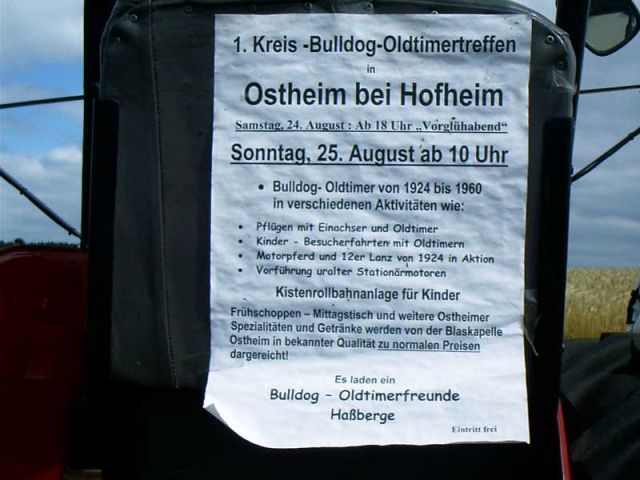 1. Kreis -Bulldog-Oldtimertreffen
in
Ostheim bei Hofheim
Samstag, 24. August : Ab 18 Uhr „Vorglühabend“
Sonntag, 25. August ab 10 Uhr
• Bulldog- Oldtimer von 1924 bis 1960
in verschiedenen Aktivitäten wie:
• Pflügen mit Einachser und Oldtimer
• Kinder - Besucherfahrten mit Oldtimern
• Motorpferd und 12er Lanz von 1924 in Aktion
• Vorführung uralter Stationärmotoren
Kistenrollbahnanlage für Kinder
Frühschoppen – Mittagstisch und weitere Ostheimer
Spezialitäten und Getränke werden von der Blaskapelle
Ostheim in bekannter Qualität zu normalen Preisen
dargereicht!
Es laden ein
Bulldog - Oldtimerfreunde
Haßberge
Eintritt frei